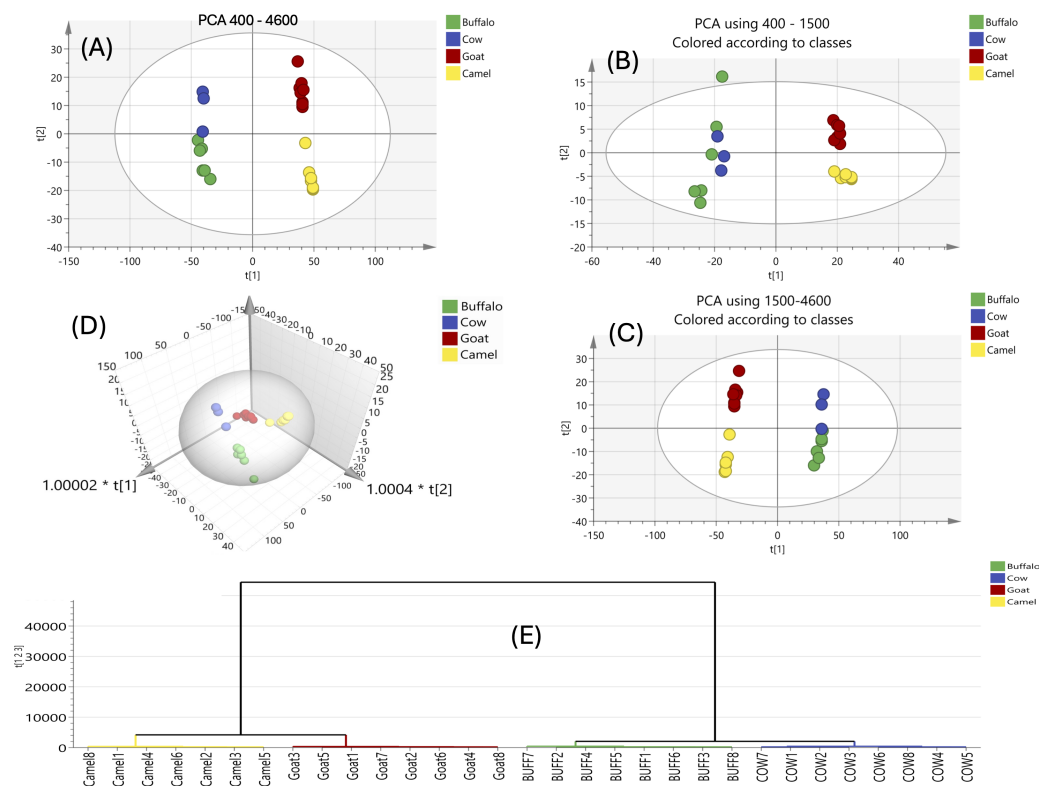 PCA 400 - 4600
(A)
Buffalo
Cow
Goat
Camel
30
20
10
0
-10
-20
-30
-40
t[2]
-150
-100
-50
0
50
100
t[1]
PCA using 400 - 1500
Colored according to classes
(B)
Buffalo
Cow
Goat
Camel
15
10
5
0
-5
-10
-15
-20
t[2]
-60
-40
-20
0
20
40
t[1]
(D)
Buffalo
Cow
Goat
Camel
1.00002 * t[1]
1.0004 * t[2]
PCA using 1500-4600
Colored according to classes
(C)
Buffalo
Cow
Goat
Camel
30
20
10
0
-10
-20
-30
-40
t[2]
-150
-100
-50
0
50
100
t[1]
(E)
Buffalo
Cow
Goat
Camel
40000
30000
20000
10000
0
t[1 2 3]
Camel8
Camel1
Camel4
Camel6
Camel2
Camel3
Camel5
Goat3
Goat5
Goat1
Goat7
Goat2
Goat6
Goat4
Goat8
BUFF7
BUFF2
BUFF4
BUFF5
BUFF1
BUFF6
BUFF3
BUFF8
COW7
COW1
COW2
COW3
COW6
COW8
COW4
COW5